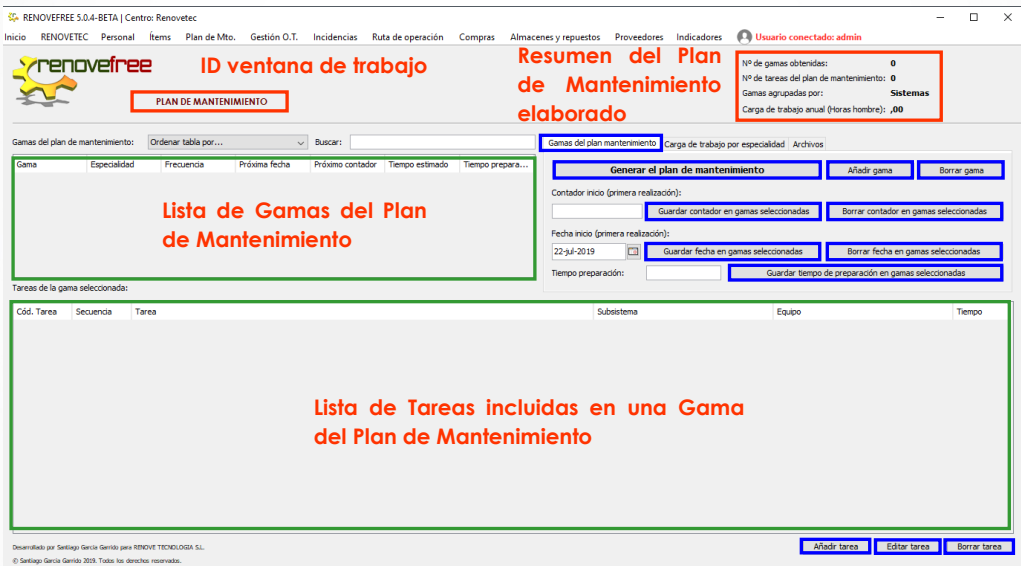 RENOVEFREE 5.0.4-BETA | Centro: Renovetec
Inicio RENOVETEC Personal Ítems Plan de Mto. Gestión O.T. Incidencias Ruta de operación Compras Almacenes y repuestos Proveedores Indicadores Usuario conectado: admin
renovefree
ID ventana de trabajo
PLAN DE MANTENIMIENTO
Resumen del Plan
de Mantenimiento
elaborado
Nº de gamas obtenidas: 0
Nº de tareas del plan de mantenimiento: 0
Gamas agrupadas por: Sistemas
Carga de trabajo anual (Horas hombre): ,00
Gamas del plan de mantenimiento: Ordenar tabla por... Buscar:
Gama Especialidad Frecuencia Próxima fecha Próximo contador Tiempo estimado Tiempo prepara...
Lista de Gamas del Plan
de Mantenimiento
Gamas del plan mantenimiento Carga de trabajo por especialidad Archivos
Generar el plan de mantenimiento Añadir gama Borrar gama
Contador inicio (primera realización):
Guardar contador en gamas seleccionadas Borrar contador en gamas seleccionadas
Fecha inicio (primera realización):
22-jul-2019 Guardar fecha en gamas seleccionadas Borrar fecha en gamas seleccionadas
Tiempo preparación: Guardar tiempo de preparación en gamas seleccionadas
Tareas de la gama seleccionada:
Cód. Tarea Secuencia Tarea Subsistema Equipo Tiempo
Lista de Tareas incluidas en una Gama
del Plan de Mantenimiento
Añadir tarea Editar tarea Borrar tarea
Desarrollado por Santiago García Garrido para RENOVE TECNOLOGIA S.L.
© Santiago García Garrido 2019. Todos los derechos reservados.